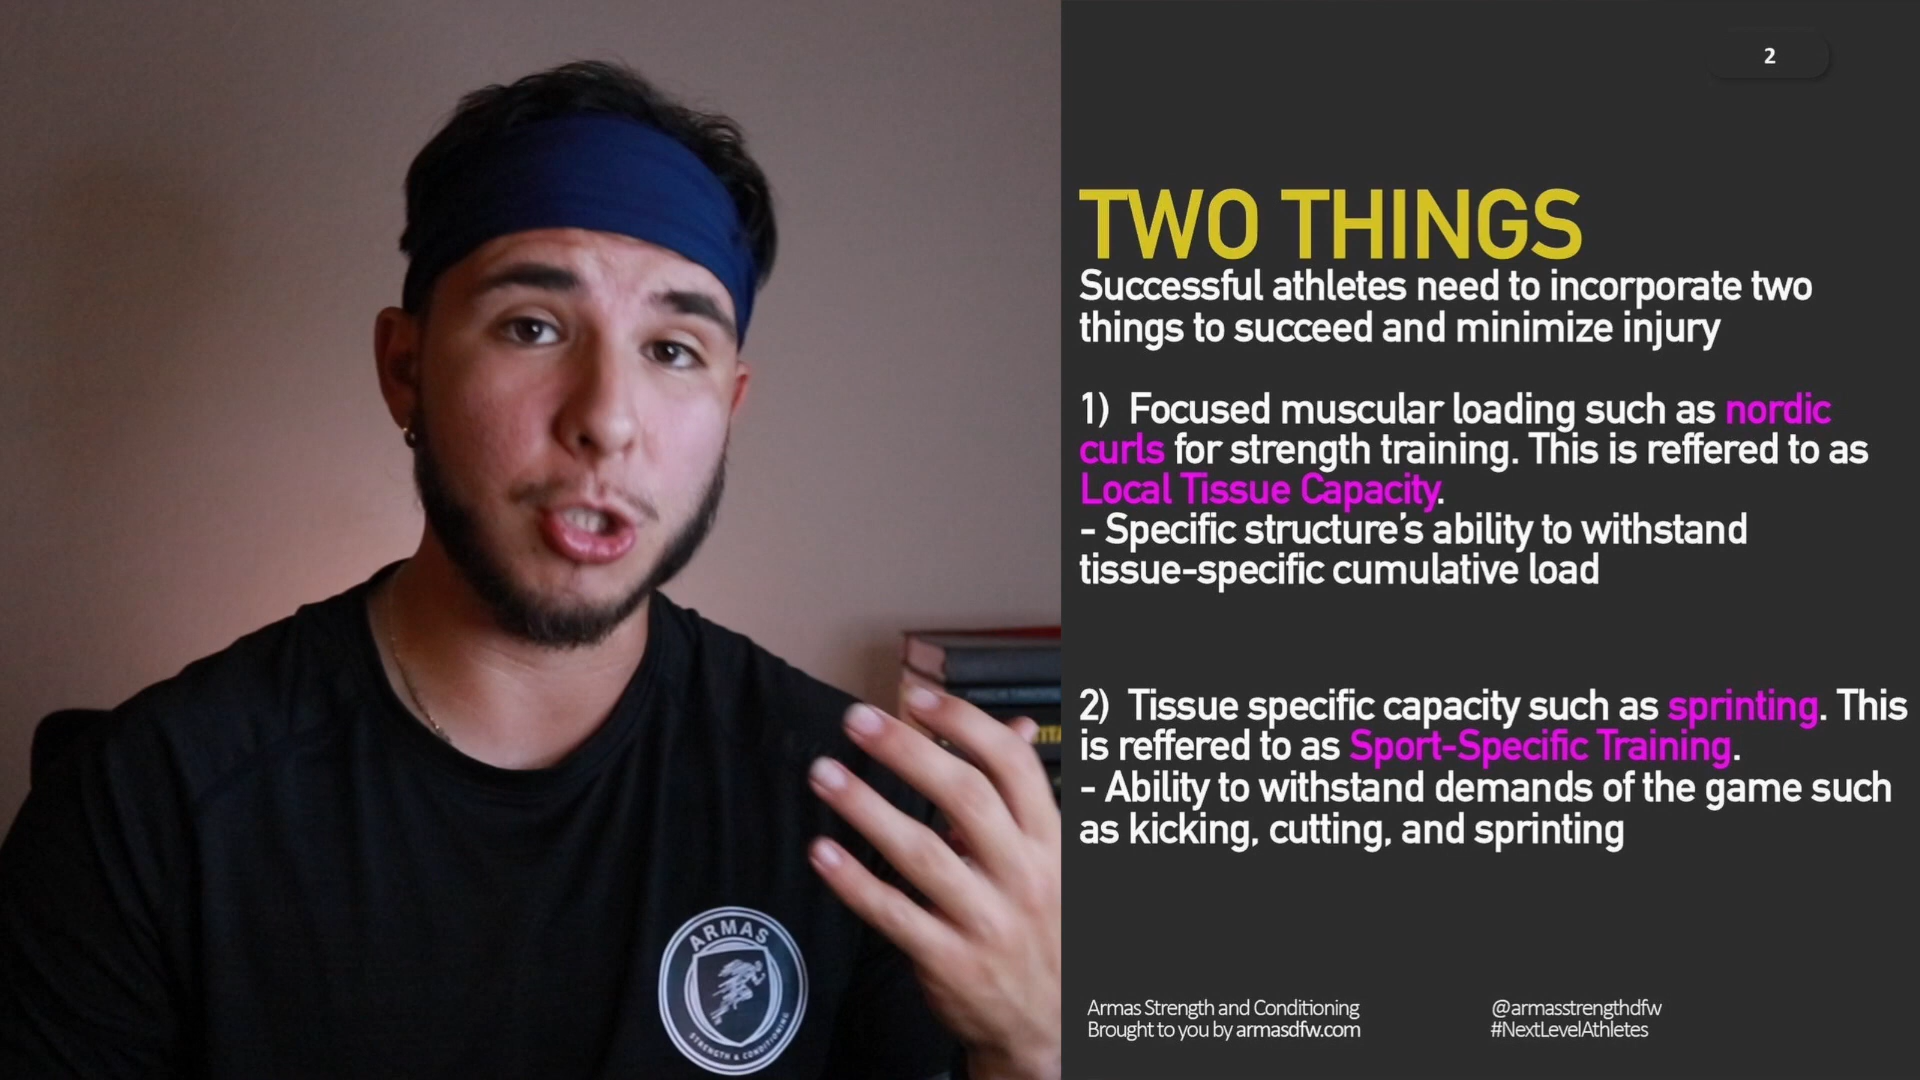 2
TWO THINGS
Successful athletes need to incorporate two
things to succeed and minimize injury
1) Focused muscular loading such as nordic
curls for strength training. This is reffered to as
Local Tissue Capacity.
- Specific structure's ability to withstand
tissue-specific cumulative load
2) Tissue specific capacity such as sprinting. This
is reffered to as Sport-Specific Training.
- Ability to withstand demands of the game such
as kicking, cutting, and sprinting
Armas Strength and Conditioning
Brought to you by armasdfw.com
@armasstrengthdfw
#NextLevelAthletes
ARMAS
STRENGTH & CONDITIONING